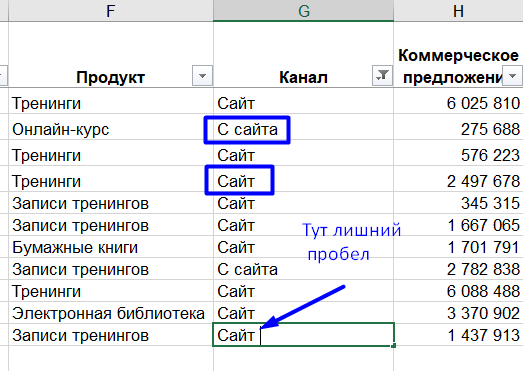 F G H
Продукт Канал Коммерческое предложени
Тренинги Сайт 6 025 810
Онлайн-курс С сайта 275 688
Тренинги Сайт 576 223
Тренинги Сайт 2 497 678
Записи тренингов Сайт 345 315
Записи тренингов Сайт 1 667 065
Бумажные книги Сайт 1 701 791
Записи тренингов С сайта 2 782 838
Тренинги Сайт 6 088 488
Электронная библиотека Сайт 3 370 902
Записи тренингов Сайт 1 437 913
Тут лишний
пробел